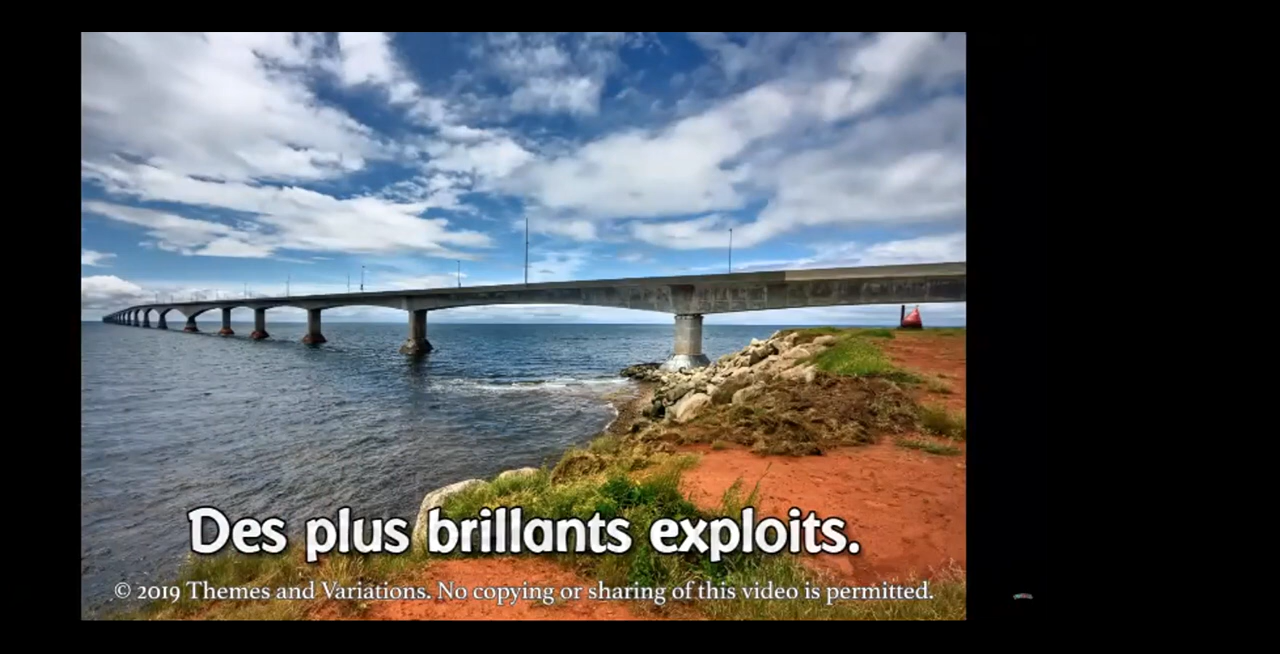 Des plus brillants exploits.
© 2019 Themes and Variations. No copying or sharing of this video is permitted.